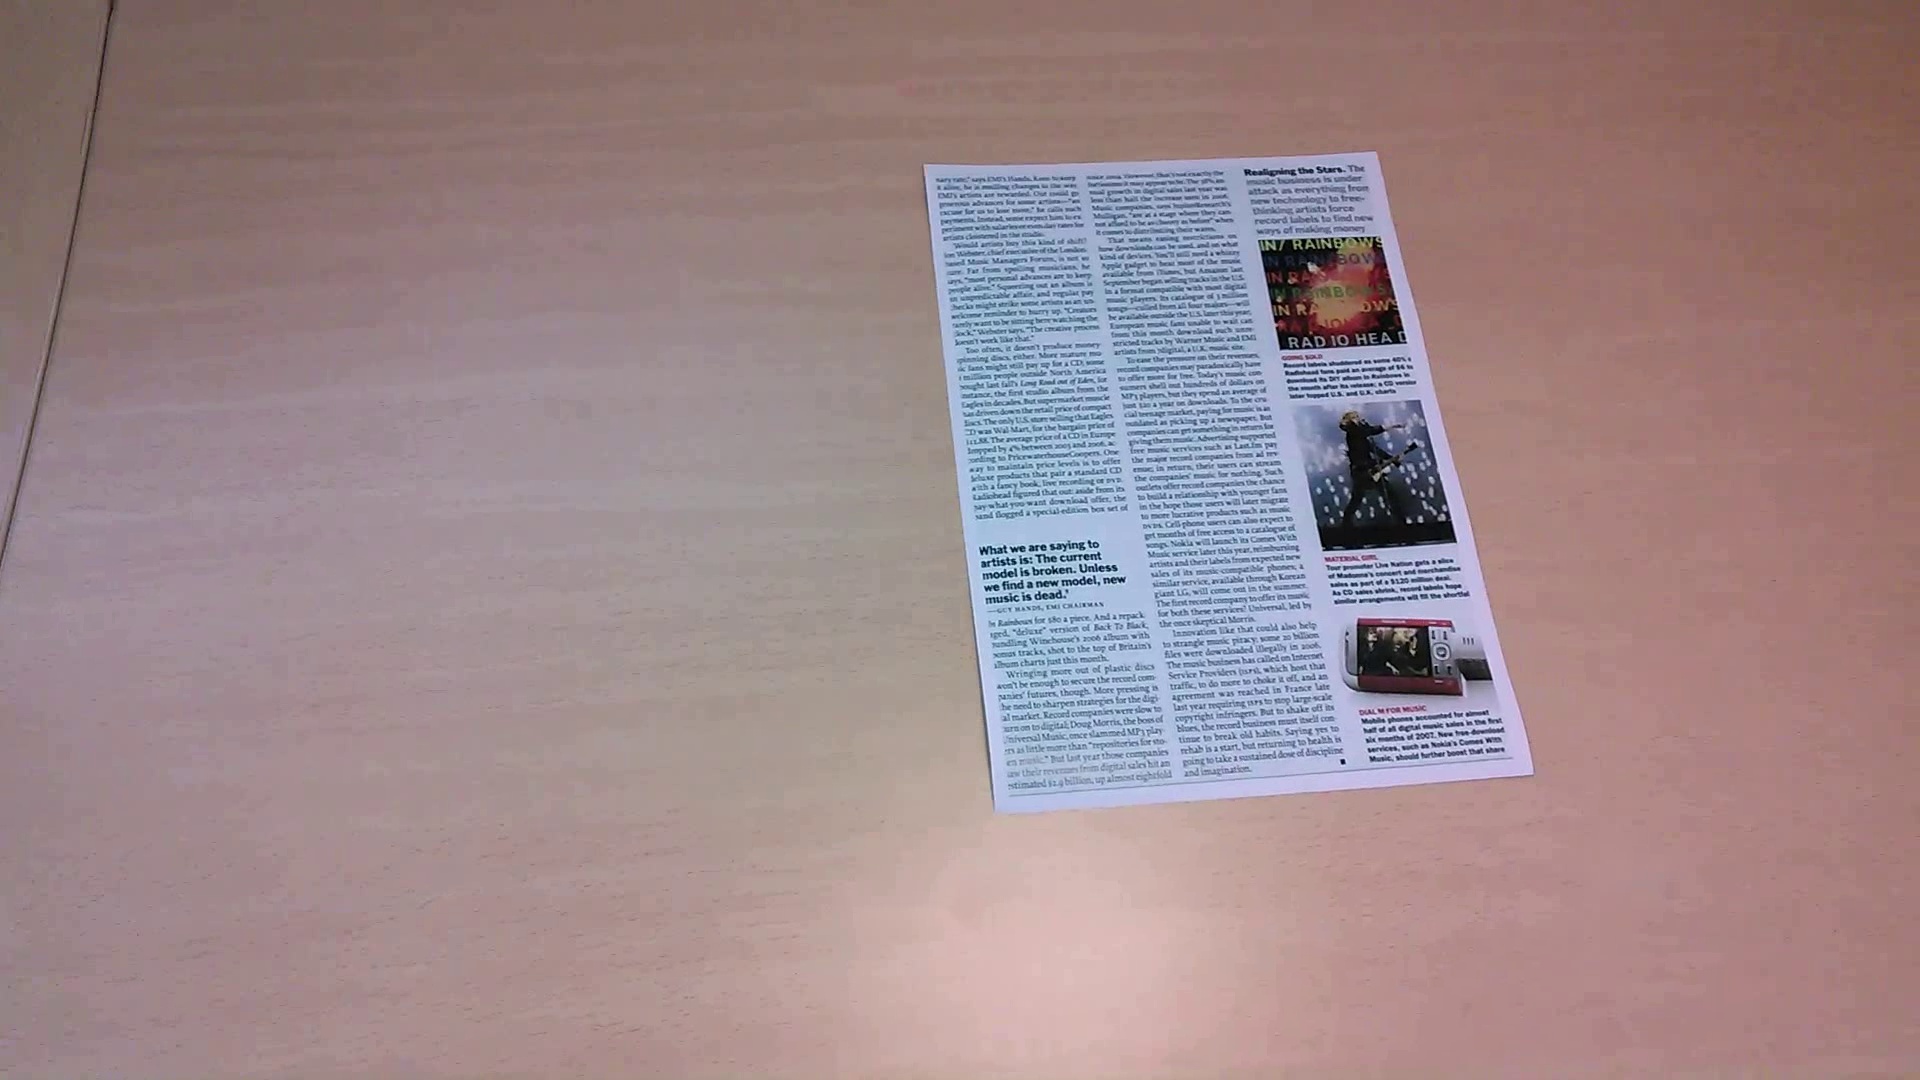 nary rate," says EMI's Hands. Keen to keep
it alive, he is mulling changes to the way
EMI's artists are rewarded. Out could go
generous advances for some artists—"an
excuse for us to lose money," he calls such
payments. Instead, some expect him to ex-
periment with salaries or even day rates for
artists cloistered in the studio.
Would artists buy this kind of shift?
Jon Webster, chief executive of the London-
based Music Managers Forum, is not so
sure. Far from spoiling musicians, he
says, "most personal advances are to keep
people alive." Squeezing out an album is
an unpredictable affair, and regular pay
checks might strike some artists as an un-
welcome reminder to hurry up. "Creators
rarely want to be sitting here watching the
clock," Webster says. "The creative process
doesn't work like that."
Too often, it doesn't produce money-
spinning discs, either. More mature mu-
sic fans might still pay up for a CD; some
million people outside North America
bought last fall's Long Road out of Eden, for
instance, the first studio album from the
Eagles in decades. But supermarket muscle
has driven down the retail price of compact
discs. The only U.S. store selling that Eagles
CD was Wal-Mart, for the bargain price of
$11.88. The average price of a CD in Europe
dropped by 4% between 2005 and 2006, ac-
cording to PricewaterhouseCoopers. One
way to maintain price levels is to offer
deluxe products that pair a standard CD
with a fancy book, live recording or DVD.
Radiohead figured that out: aside from its
pay-what-you want download offer, the
band flogged a special-edition box set of
What we are saying to
artists is: The current
model is broken. Unless
we find a new model, new
music is dead.'
—GUY HANDS, EMI CHAIRMAN
In Rainbows for $80 a piece. And a repack-
aged, "deluxe" version of Back To Black,
bundling Winehouse's 2006 album with
bonus tracks, shot to the top of Britain's
album charts just this month.
Wringing more out of plastic discs
won't be enough to secure the record com-
panies' futures, though. More pressing is
the need to sharpen strategies for the digi-
tal market. Record companies were slow to
turn on to digital; Doug Morris, the boss of
Universal Music, once slammed MP3 play-
ers as little more than "repositories for sto-
len music." But last year those companies
saw their revenues from digital sales hit an
estimated $2.9 billion, up almost eightfold
since 2004. However, that's not exactly the
it may appear to be. The 38% an-
nual growth in digital sales last year was
less than half the increase seen in 2006.
Music companies, says JupiterResearch's
Mulligan, "are at a stage where they can-
not afford to be as choosy as before" when
it comes to distributing their wares.
That means easing restrictions on
how downloads can be used, and on what
kind of devices. You'll still need a whizzy
Apple gadget to hear most of the music
available from iTunes, but Amazon last
September began selling tracks in the U.S.
in a format compatible with most digital
music players. Its catalogue of 3 million
songs—culled from all four majors—will
be available outside the U.S. later this year.
European music fans unable to wait can
from this month download such unre-
stricted tracks by Warner Music and EMI
artists from 7digital, a U.K. music site.
To ease the pressure on their revenues,
record companies may paradoxically have
to offer more for free. Today's music con-
sumers shell out hundreds of dollars on
MP3 players, but they spend an average of
just $20 a year on downloads. To the cru-
cial teenage market, paying for music is as
outdated as picking up a newspaper. But
companies can get something in return for
giving them music. Advertising supported
free music services such as Last.fm pay
the major record companies from ad rev-
enue; in return, their users can stream
the companies' music for nothing. Such
outlets offer record companies the chance
to build a relationship with younger fans
in the hope those users will later migrate
to more lucrative products such as music
DVDs. Cell-phone users can also expect to
get months of free access to a catalogue of
songs. Nokia will launch its Comes With
Music service later this year, reimbursing
artists and their labels from expected new
sales of its music-compatible phones; a
similar service, available through Korean
giant LG, will come out in the summer.
The first record company to offer its music
for both these services? Universal, led by
the once skeptical Morris.
Innovation like that could also help
to strangle music piracy; some 20 billion
files were downloaded illegally in 2006.
The music business has called on Internet
Service Providers (ISPs), which host that
traffic, to do more to choke it off, and an
agreement was reached in France late
last year requiring ISPs to stop large-scale
copyright infringers. But to shake off its
blues, the record business must itself con-
tinue to break old habits. Saying yes to
rehab is a start, but returning to health is
going to take a sustained dose of discipline
and imagination.
Realigning the Stars. The
music business is under
attack as everything from
new technology to free-
thinking artists force
record labels to find new
ways of making money
IN/ RAINBOWS
IN RAINBOWS
IN RAINBOWS
IN RAINBOWS
IN RAINBOWS
RAD IO HEA D
GOING SOLO
Record labels shuddered as some 40% of
Radiohead fans paid an average of $6 to
download its DIY album In Rainbows in
the month after its release; a CD version
later topped U.S. and U.K. charts
MATERIAL GIRL
Tour promoter Live Nation gets a slice
of Madonna's concert and merchandise
sales as part of a $120 million deal.
As CD sales shrink, record labels hope
similar arrangements will fill the shortfall
DIAL M FOR MUSIC
Mobile phones accounted for almost
half of all digital music sales in the first
six months of 2007. New free-download
services, such as Nokia's Comes With
Music, should further boost that share